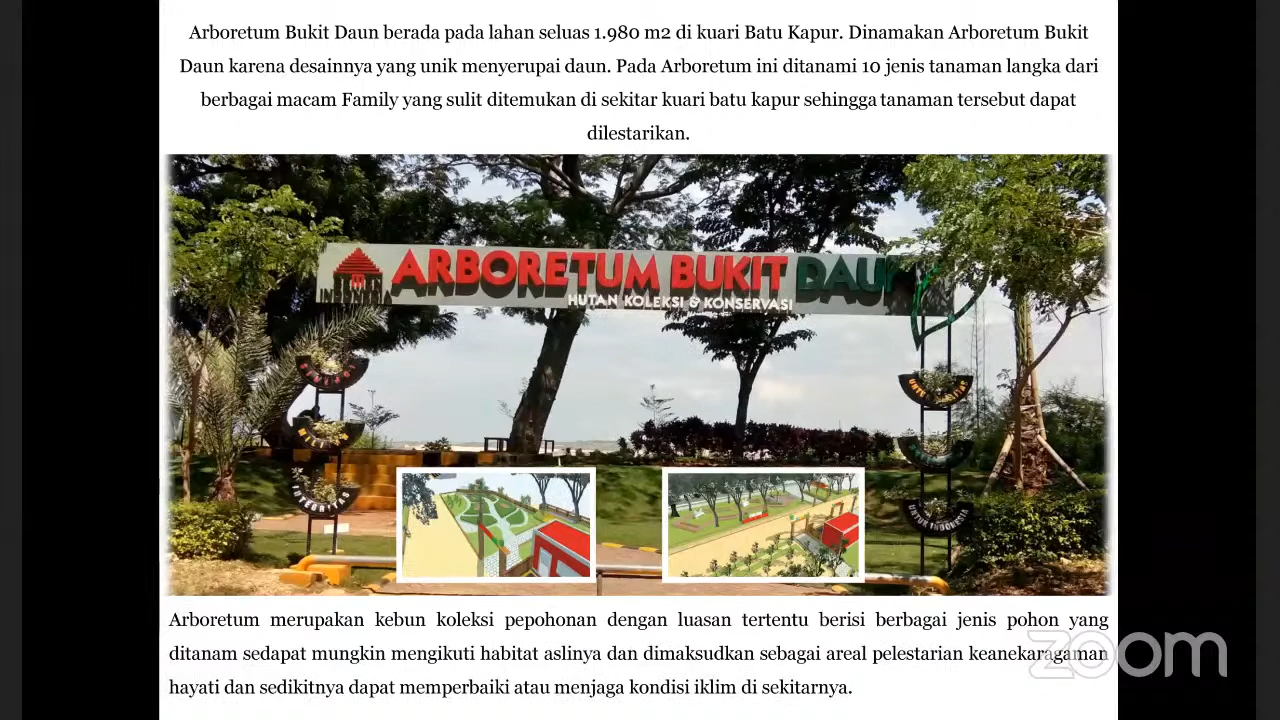 Arboretum Bukit Daun berada pada lahan seluas 1.980 m2 di kuari Batu Kapur. Dinamakan Arboretum Bukit
Daun karena desainnya yang unik menyerupai daun. Pada Arboretum ini ditanami 10 jenis tanaman langka dari
berbagai macam Family yang sulit ditemukan di sekitar kuari batu kapur sehingga tanaman tersebut dapat
dilestarikan.
ARBORETUM BUKIT DAUN
HUTAN KOLEKSI & KONSERVASI
UNTUK INDONESIA
Arboretum merupakan kebun koleksi pepohonan dengan luasan tertentu berisi berbagai jenis pohon yang
ditanam sedapat mungkin mengikuti habitat aslinya dan dimaksudkan sebagai areal pelestarian keanekaragaman
hayati dan sedikitnya dapat memperbaiki atau menjaga kondisi iklim di sekitarnya.
zoom